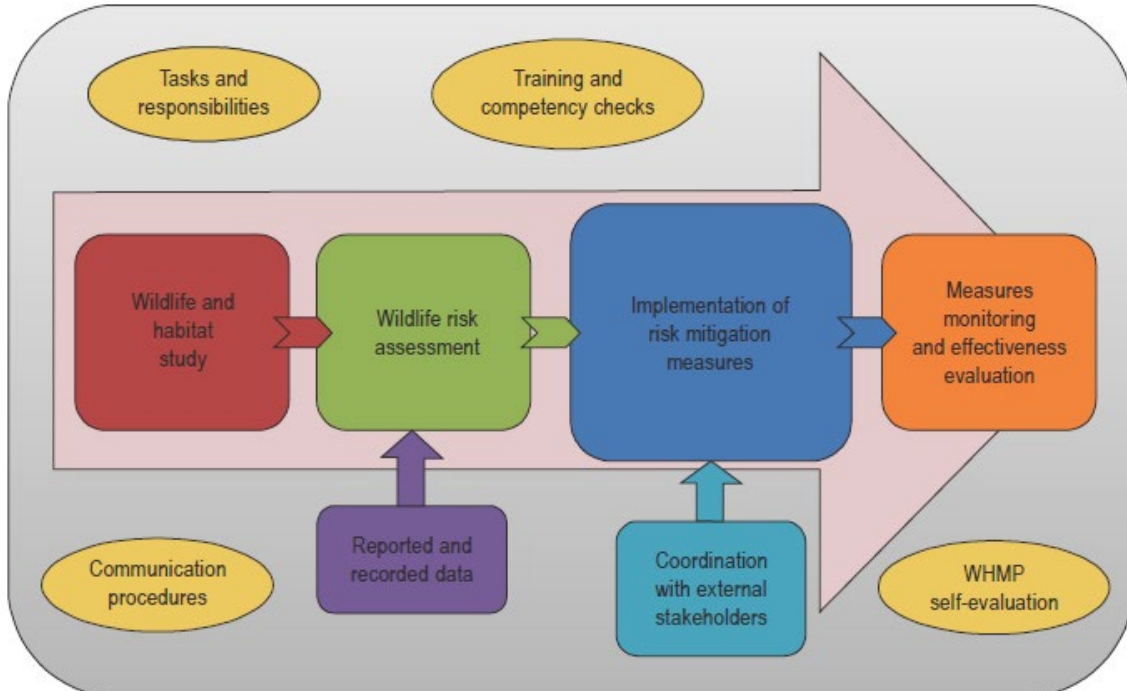 Tasks and
responsibilities
Training and
competency checks
Wildlife and
habitat
study
Wildlife risk
assessment
Implementation of
risk mitigation
measures
Measures
monitoring
and effectiveness
evaluation
Reported and
recorded data
Coordination
with external
stakeholders
Communication
procedures
WHMP
self-evaluation